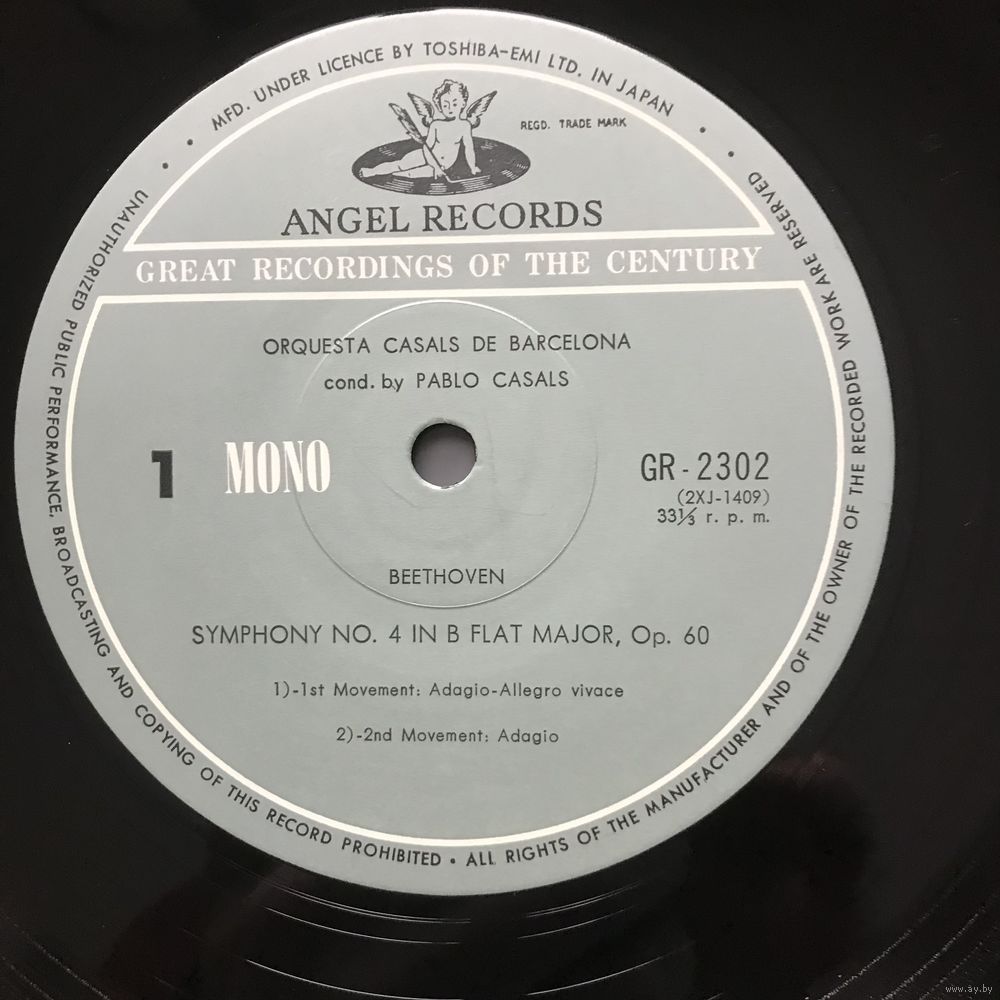 MFD. UNDER LICENCE BY TOSHIBA-EMI LTD. IN JAPAN
REGD. TRADE MARK
ANGEL RECORDS
GREAT RECORDINGS OF THE CENTURY
ORQUESTA CASALS DE BARCELONA
cond. by PABLO CASALS
1 MONO
GR-2302
(2XJ-1409)
33⅓ r. p. m.
BEETHOVEN
SYMPHONY NO. 4 IN B FLAT MAJOR, Op. 60
1)-1st Movement: Adagio-Allegro vivace
2)-2nd Movement: Adagio
UNAUTHORIZED PUBLIC PERFORMANCE, BROADCASTING AND COPYING OF THIS RECORD PROHIBITED • ALL RIGHTS OF THE MANUFACTURER AND OF THE OWNER OF THE RECORDED WORK ARE RESERVED
www.ay.by